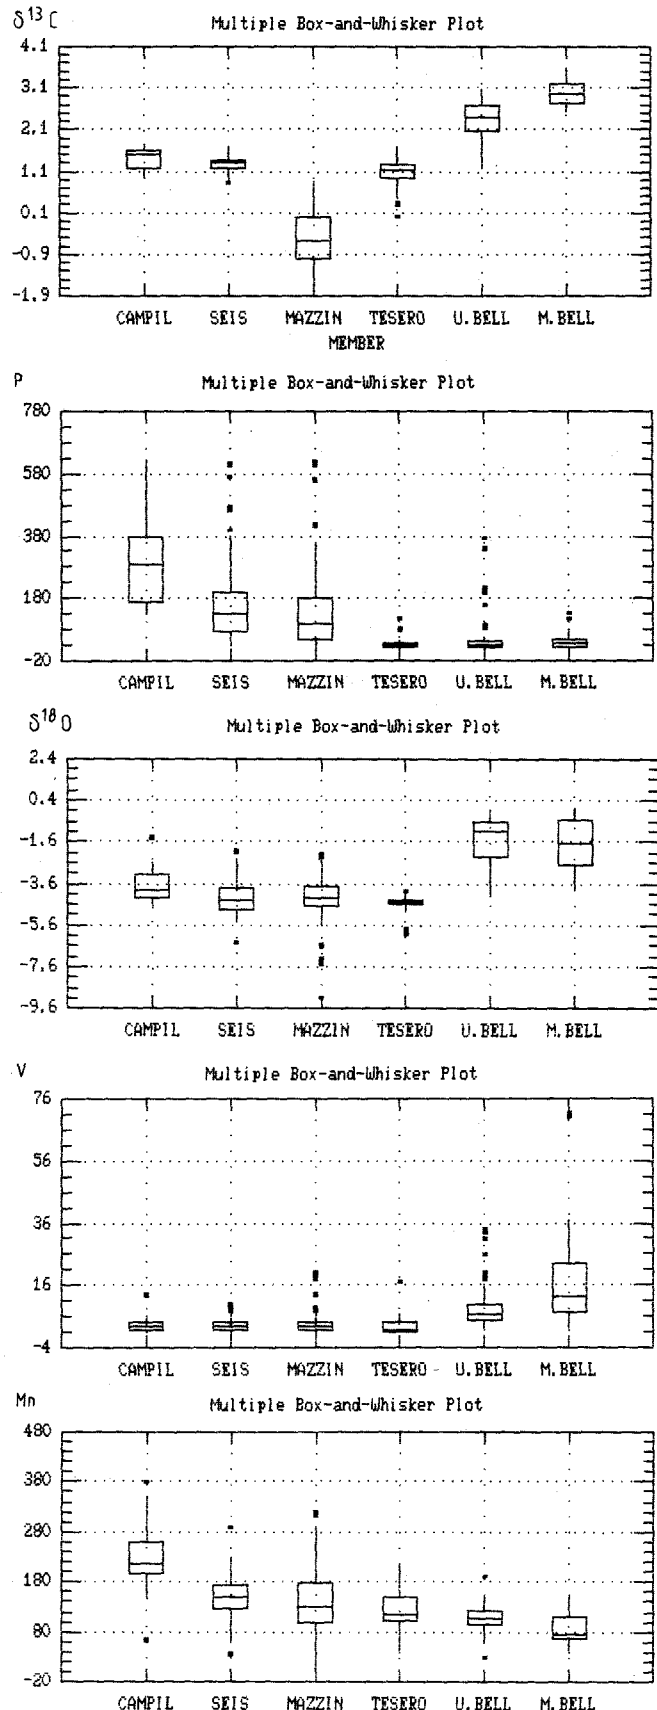 δ¹³C
Multiple Box-and-Whisker Plot
4.1
3.1
2.1
1.1
0.1
-0.9
-1.9
CAMPIL SEIS MAZZIN TESERO U.BELL M.BELL
MEMBER
P
Multiple Box-and-Whisker Plot
780
580
380
180
-20
CAMPIL SEIS MAZZIN TESERO U.BELL M.BELL
δ¹⁸O
Multiple Box-and-Whisker Plot
2.4
0.4
-1.6
-3.6
-5.6
-7.6
-9.6
CAMPIL SEIS MAZZIN TESERO U.BELL M.BELL
V
Multiple Box-and-Whisker Plot
76
56
36
16
-4
CAMPIL SEIS MAZZIN TESERO U.BELL M.BELL
Mn
Multiple Box-and-Whisker Plot
480
380
280
180
80
-20
CAMPIL SEIS MAZZIN TESERO U.BELL M.BELL